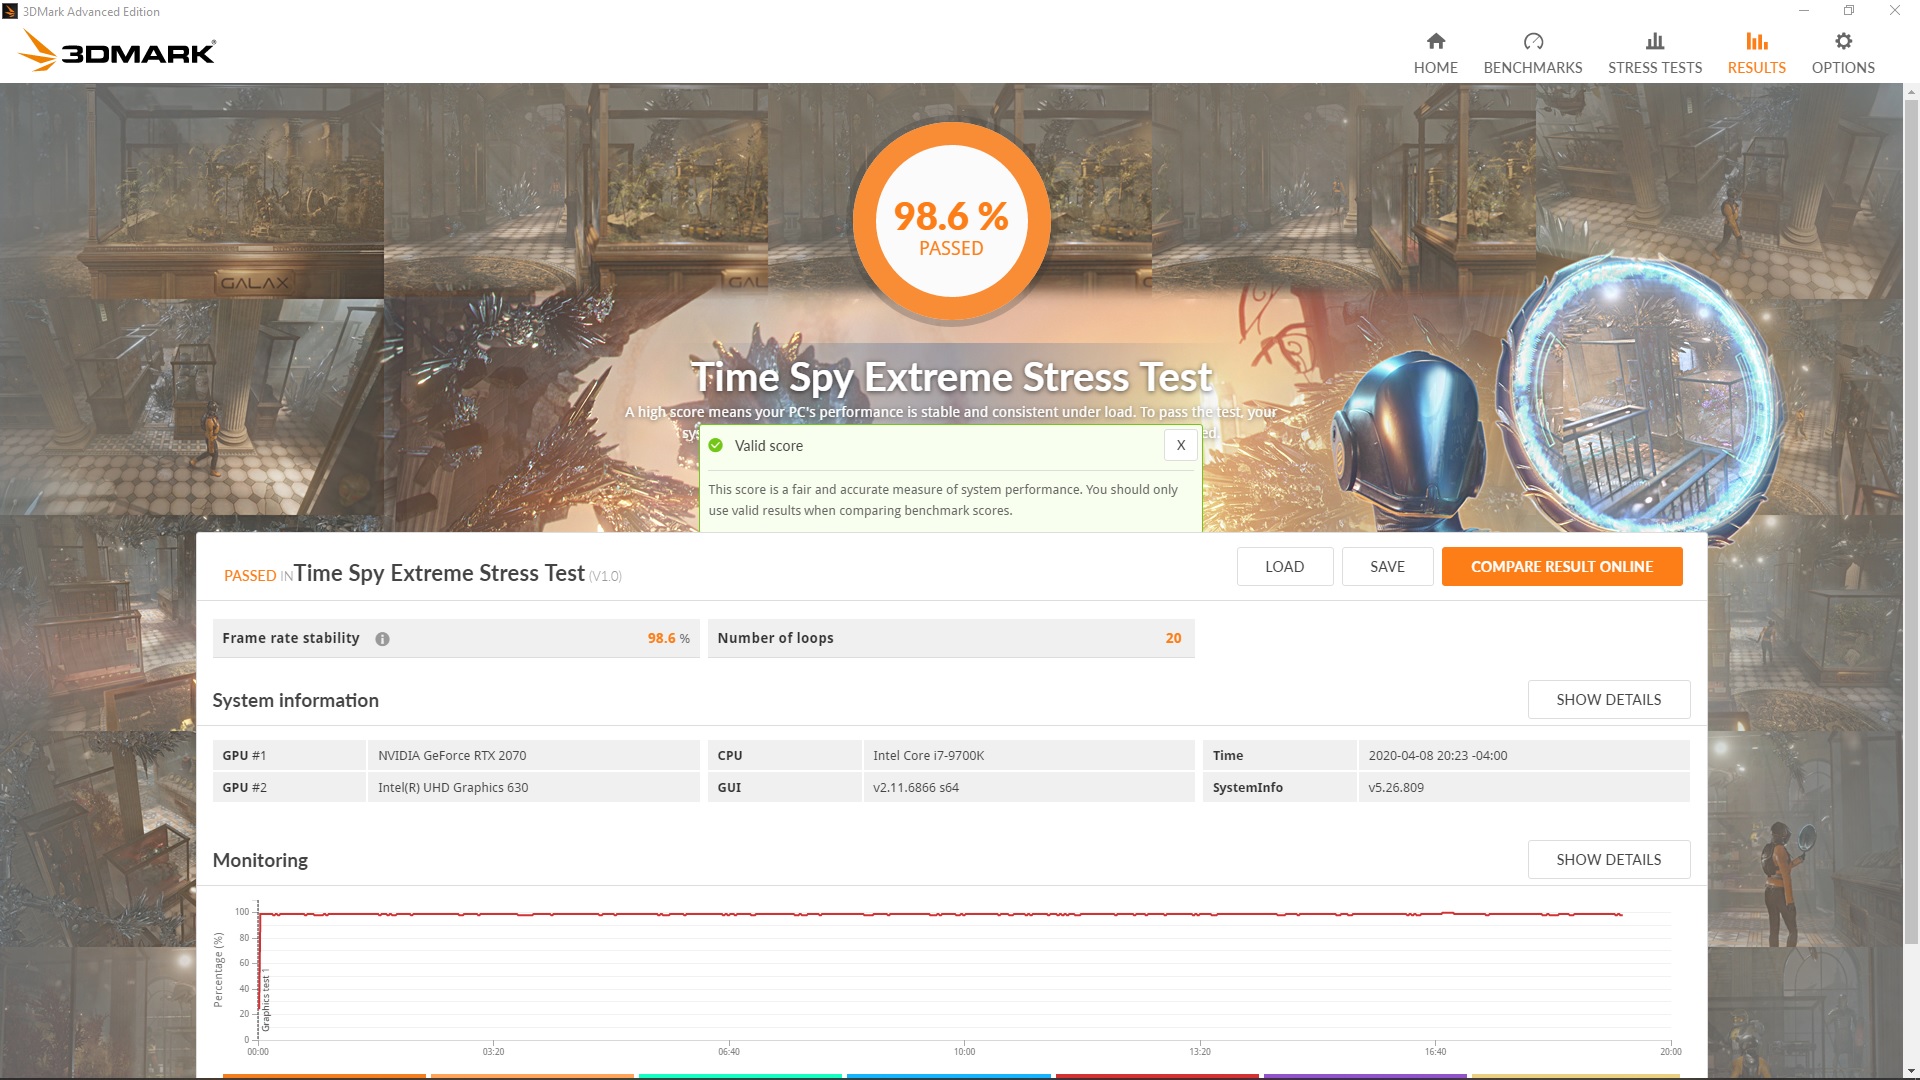 3DMark Advanced Edition
3DMARK®
HOME
BENCHMARKS
STRESS TESTS
RESULTS
OPTIONS
GALAX
GAL
GAL
98.6 %
PASSED
Time Spy Extreme Stress Test
A high score means your PC's performance is stable and consistent under load. To pass the test, your
Valid score
X
This score is a fair and accurate measure of system performance. You should only
use valid results when comparing benchmark scores.
PASSED IN Time Spy Extreme Stress Test (V1.0)
LOAD
SAVE
COMPARE RESULT ONLINE
Frame rate stability
98.6 %
Number of loops
20
System information
SHOW DETAILS
GPU #1
NVIDIA GeForce RTX 2070
CPU
Intel Core i7-9700K
Time
2020-04-08 20:23 -04:00
GPU #2
Intel(R) UHD Graphics 630
GUI
v2.11.6866 s64
SystemInfo
v5.26.809
Monitoring
SHOW DETAILS
Percentage (%)
100
80
60
40
20
0
Graphics test 1
00:00
03:20
06:40
10:00
13:20
16:40
20:00